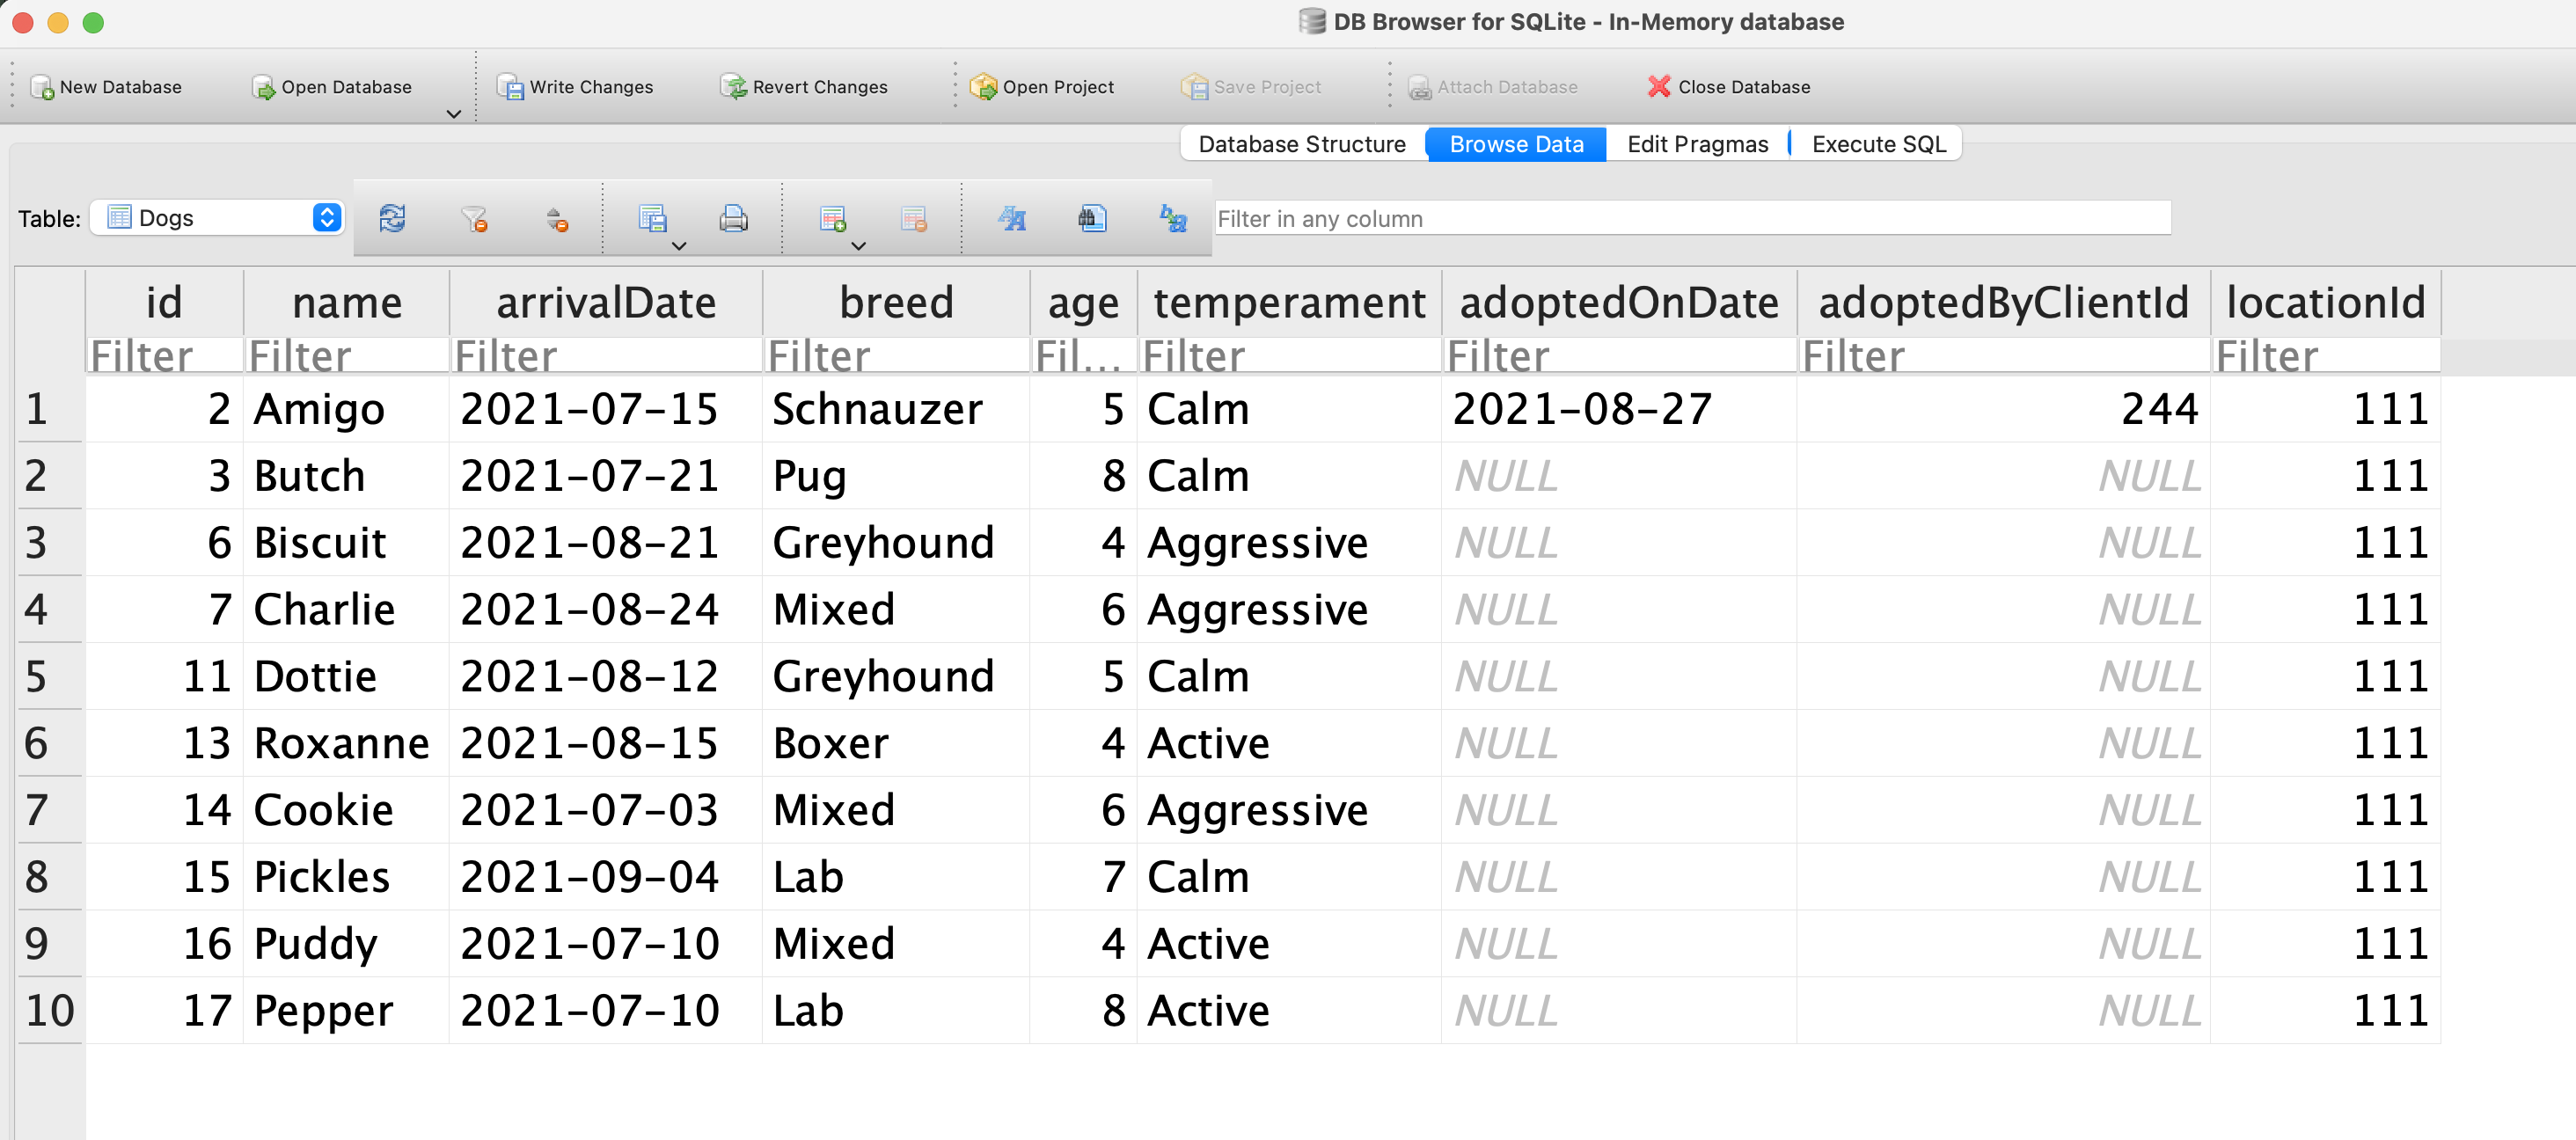 DB Browser for SQLite - In-Memory database
New Database Open Database Write Changes Revert Changes Open Project Save Project Attach Database Close Database
Database Structure Browse Data Edit Pragmas Execute SQL
Table: Dogs Filter in any column
id name arrivalDate breed age temperament adoptedOnDate adoptedByClientId locationId
Filter Filter Filter Filter Fil... Filter Filter Filter Filter
1 2 Amigo 2021-07-15 Schnauzer 5 Calm 2021-08-27 244 111
2 3 Butch 2021-07-21 Pug 8 Calm NULL NULL 111
3 6 Biscuit 2021-08-21 Greyhound 4 Aggressive NULL NULL 111
4 7 Charlie 2021-08-24 Mixed 6 Aggressive NULL NULL 111
5 11 Dottie 2021-08-12 Greyhound 5 Calm NULL NULL 111
6 13 Roxanne 2021-08-15 Boxer 4 Active NULL NULL 111
7 14 Cookie 2021-07-03 Mixed 6 Aggressive NULL NULL 111
8 15 Pickles 2021-09-04 Lab 7 Calm NULL NULL 111
9 16 Puddy 2021-07-10 Mixed 4 Active NULL NULL 111
10 17 Pepper 2021-07-10 Lab 8 Active NULL NULL 111